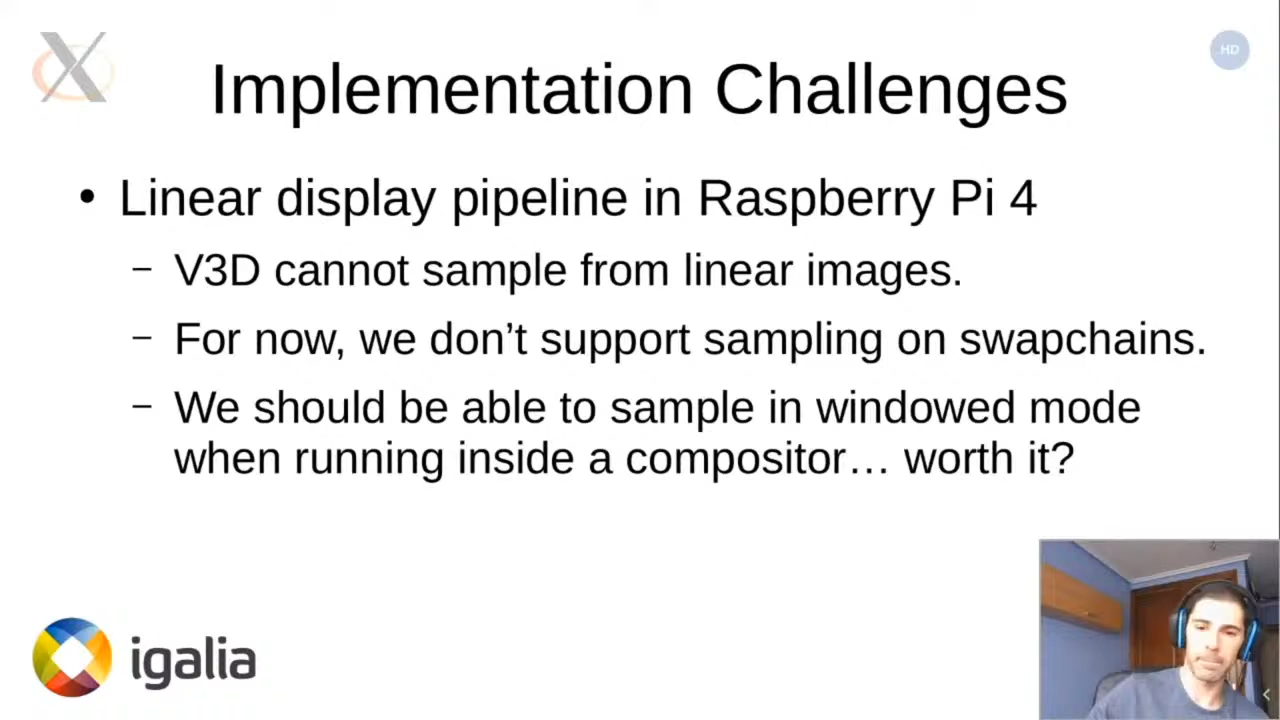 HD
Implementation Challenges
• Linear display pipeline in Raspberry Pi 4
– V3D cannot sample from linear images.
– For now, we don’t support sampling on swapchains.
– We should be able to sample in windowed mode
when running inside a compositor… worth it?
igalia